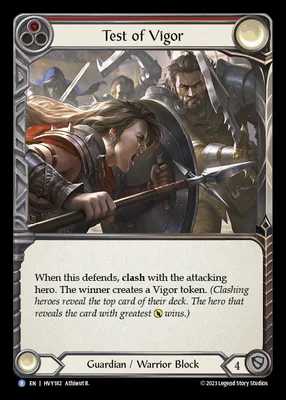 Test of Vigor
When this defends, clash with the attacking
hero. The winner creates a Vigor token. (Clashing
heroes reveal the top card of their deck. The hero that
reveals the card with greatest wins.)
Guardian / Warrior Block
4
R EN | HVY182 Athiwut B.
© 2023 Legend Story Studios